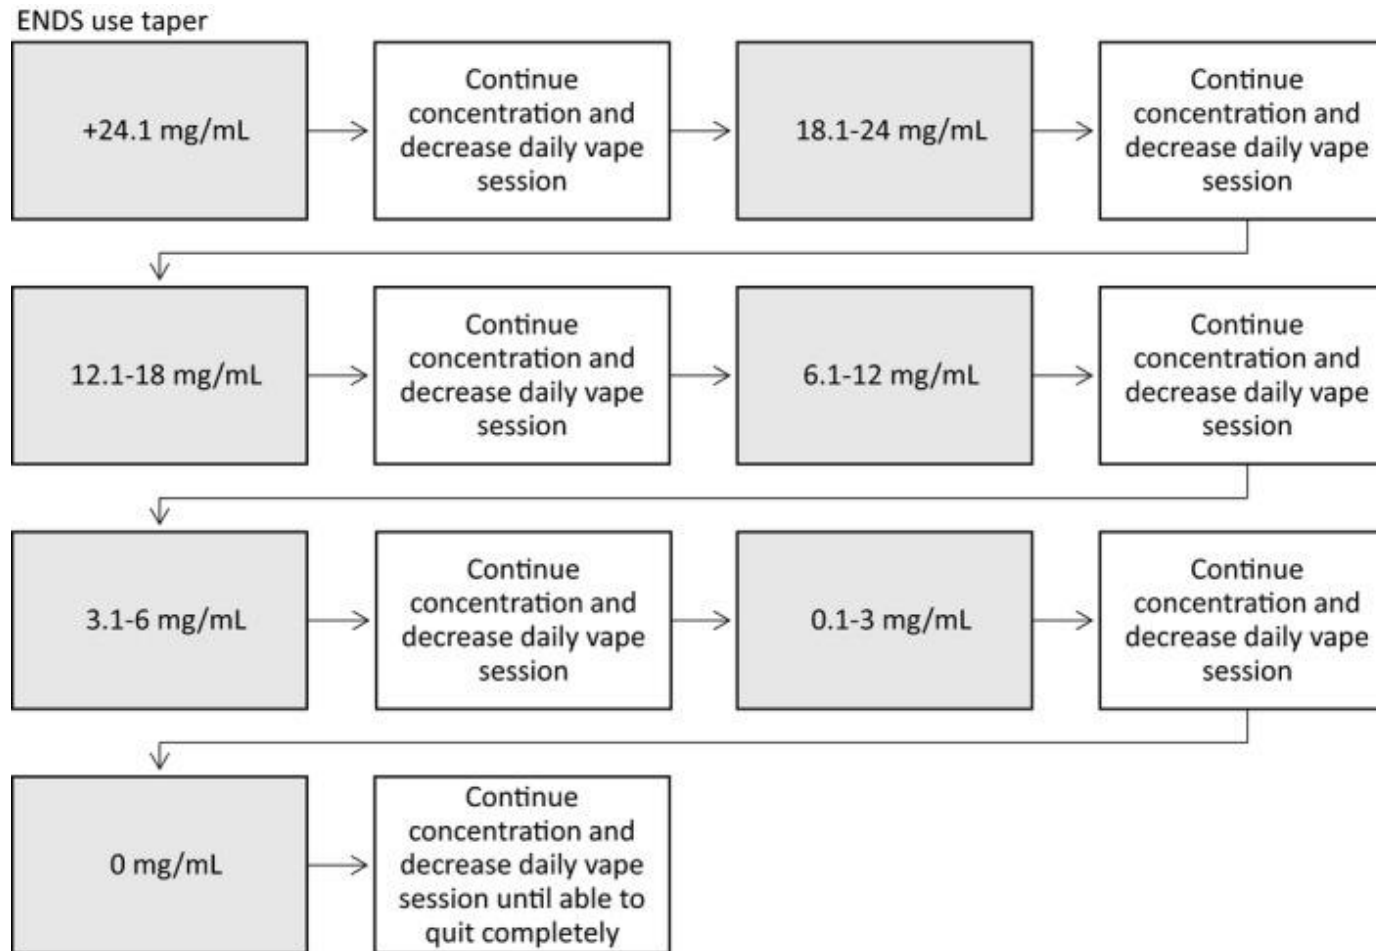 ENDS use taper
+24.1 mg/mL
Continue
concentration and
decrease daily vape
session
18.1-24 mg/mL
Continue
concentration and
decrease daily vape
session
12.1-18 mg/mL
Continue
concentration and
decrease daily vape
session
6.1-12 mg/mL
Continue
concentration and
decrease daily vape
session
3.1-6 mg/mL
Continue
concentration and
decrease daily vape
session
0.1-3 mg/mL
Continue
concentration and
decrease daily vape
session
0 mg/mL
Continue
concentration and
decrease daily vape
session until able to
quit completely